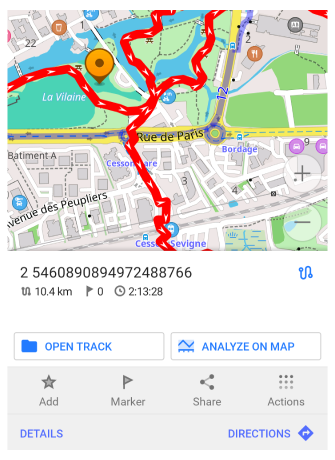 22
1
2
La Vilaine
12
Rue de Paris
Bordage
Batiment A
Cesson Gare
3
4
venue des Peupliers
Cesson-Sevigne
2 5460890894972488766
10.4 km 0 2:13:28
OPEN TRACK ANALYZE ON MAP
Add Marker Share Actions
DETAILS DIRECTIONS